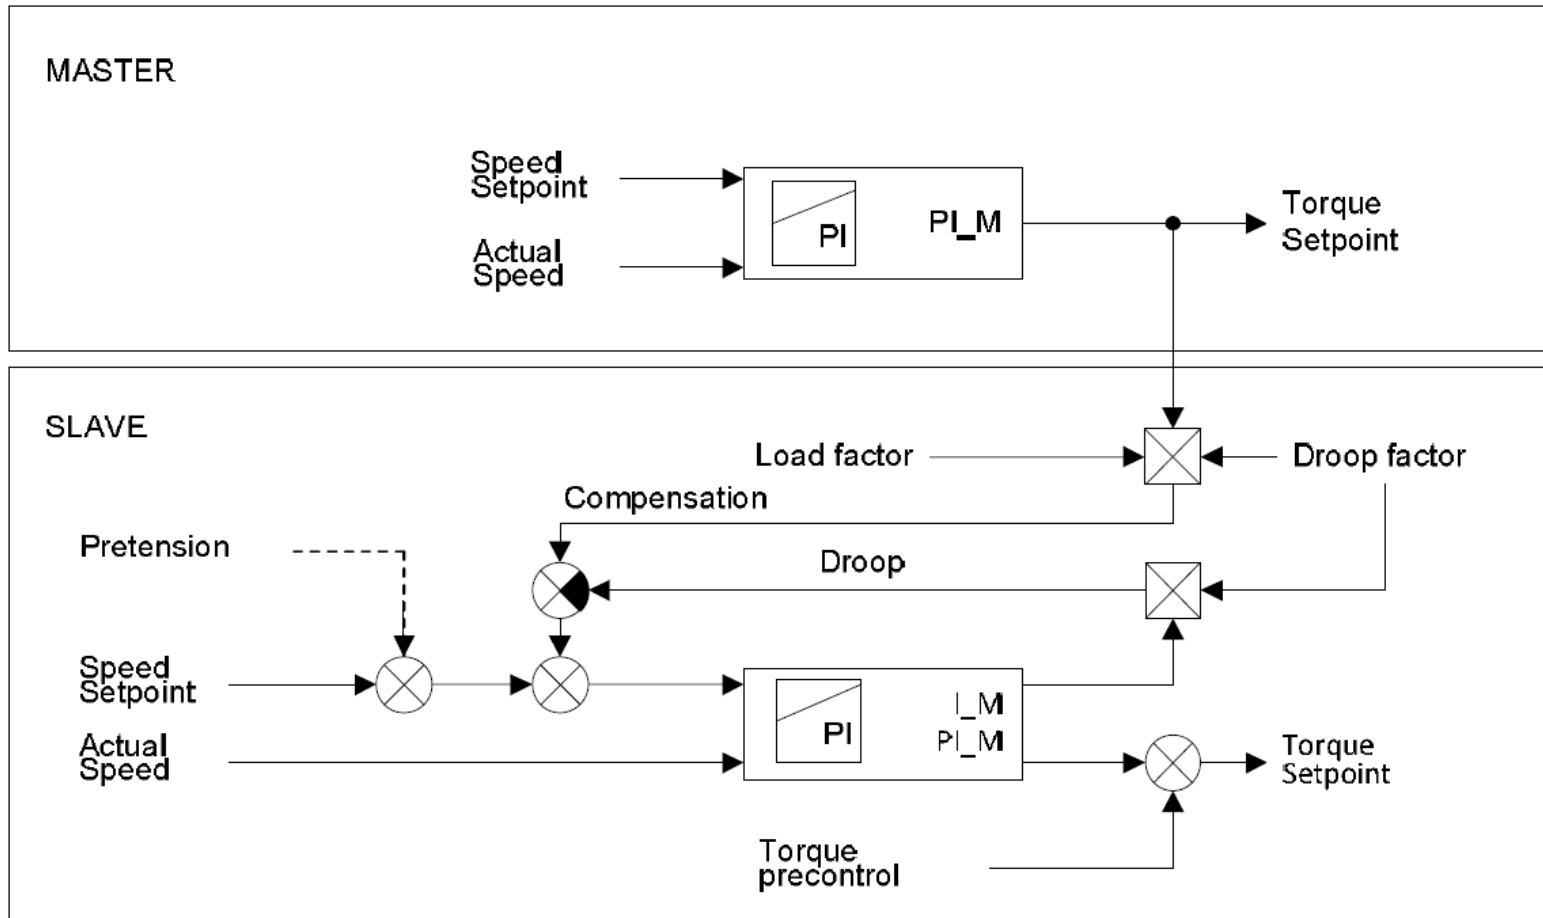 MASTER
Speed
Setpoint
Actual
Speed
PI
PI_M
Torque
Setpoint
SLAVE
Load factor
Droop factor
Compensation
Pretension
Droop
Speed
Setpoint
Actual
Speed
PI
I_M
PI_M
Torque
Setpoint
Torque
precontrol